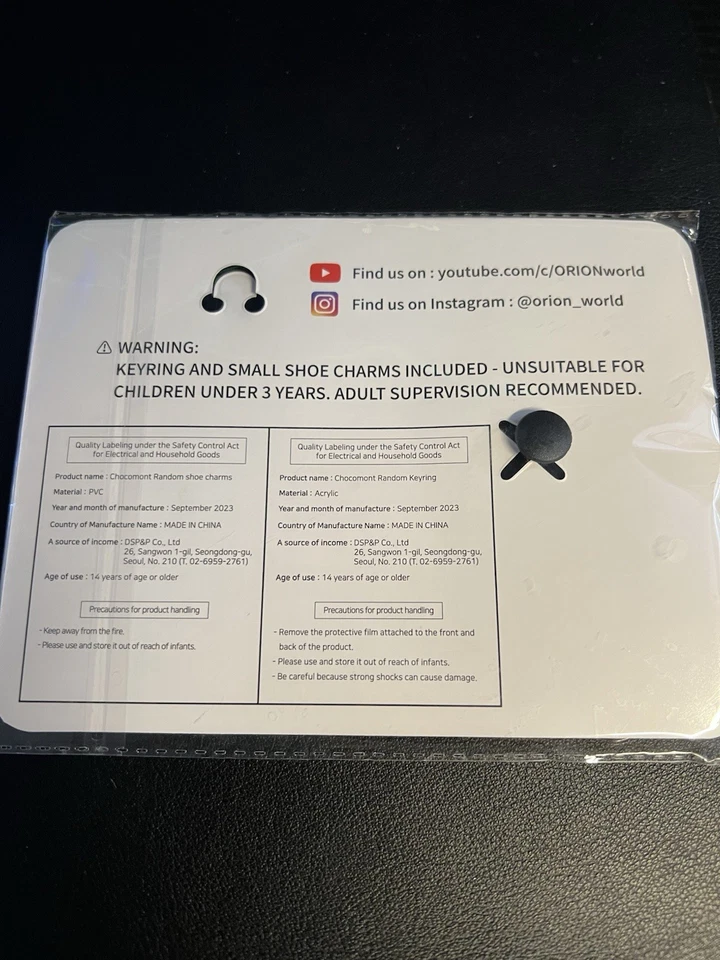 Find us on : youtube.com/c/ORIONworld
Find us on Instagram : @orion_world
WARNING:
KEYRING AND SMALL SHOE CHARMS INCLUDED - UNSUITABLE FOR
CHILDREN UNDER 3 YEARS. ADULT SUPERVISION RECOMMENDED.
Quality Labeling under the Safety Control Act
for Electrical and Household Goods
Product name : Chocomont Random shoe charms
Material : PVC
Year and month of manufacture : September 2023
Country of Manufacture Name : MADE IN CHINA
A source of income : DSP&P Co., Ltd
26, Sangwon 1-gil, Seongdong-gu,
Seoul, No. 210 (T. 02-6959-2761)
Age of use : 14 years of age or older
Precautions for product handling
- Keep away from the fire.
- Please use and store it out of reach of infants.
Quality Labeling under the Safety Control Act
for Electrical and Household Goods
Product name : Chocomont Random Keyring
Material : Acrylic
Year and month of manufacture : September 2023
Country of Manufacture Name : MADE IN CHINA
A source of income : DSP&P Co., Ltd
26, Sangwon 1-gil, Seongdong-gu,
Seoul, No. 210 (T. 02-6959-2761)
Age of use : 14 years of age or older
Precautions for product handling
- Remove the protective film attached to the front and
back of the product.
- Please use and store it out of reach of infants.
- Be careful because strong shocks can cause damage.